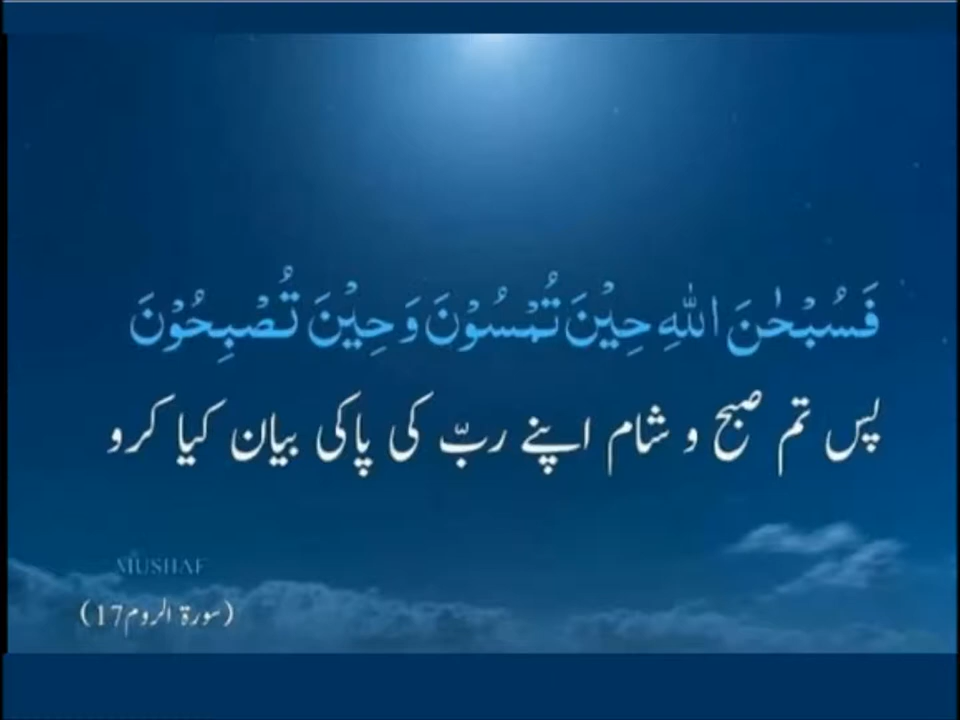 فَسُبْحٰنَ اللّٰهِ حِيْنَ تُمْسُوْنَ وَحِيْنَ تُصْبِحُوْنَ
پس تم صبح و شام اپنے ربّ کی پاکی بیان کیا کرو
MUSHAF
(سورۃ الروم 17)